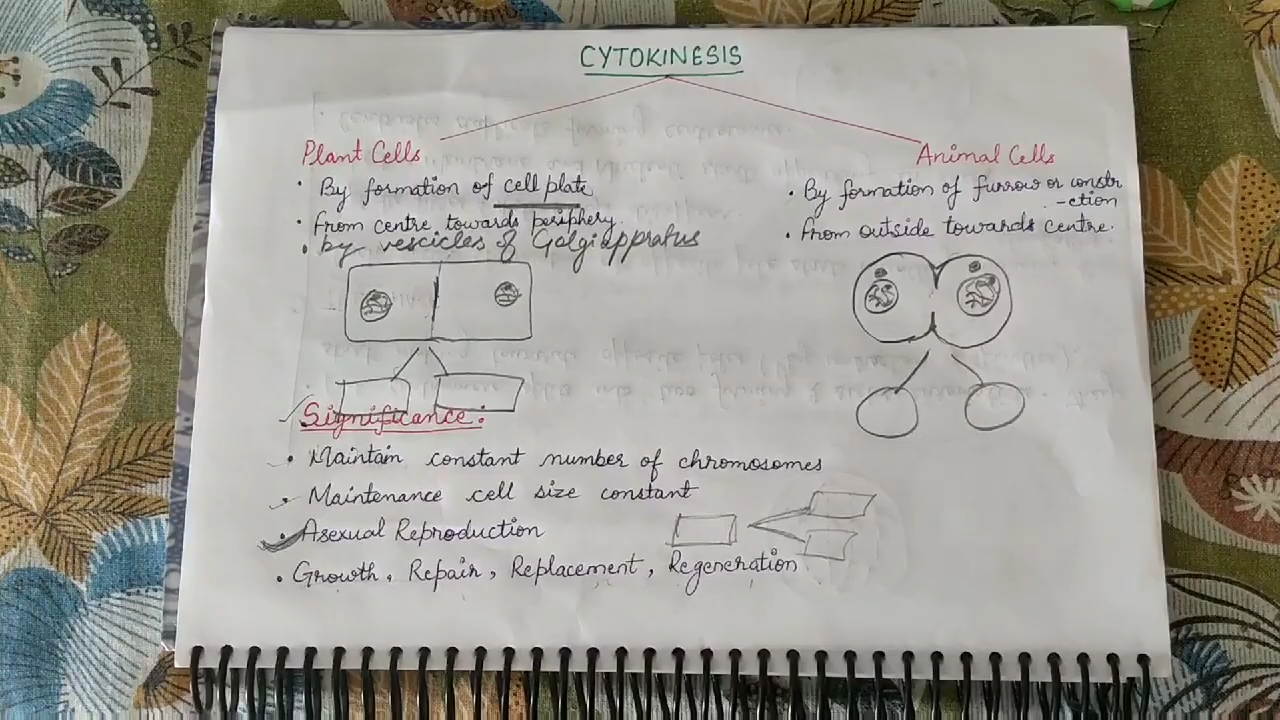 CYTOKINESIS
Plant Cells
· By formation of cell plate
· From centre towards periphery.
· by vescicles of Golgi appratus
Animal Cells
· By formation of furrow or constr
-ction
· From outside towards centre.
Significance:
· Maintain constant number of chromosomes
· Maintenance cell size constant
· Asexual Reproduction
· Growth, Repair, Replacement, Regeneration